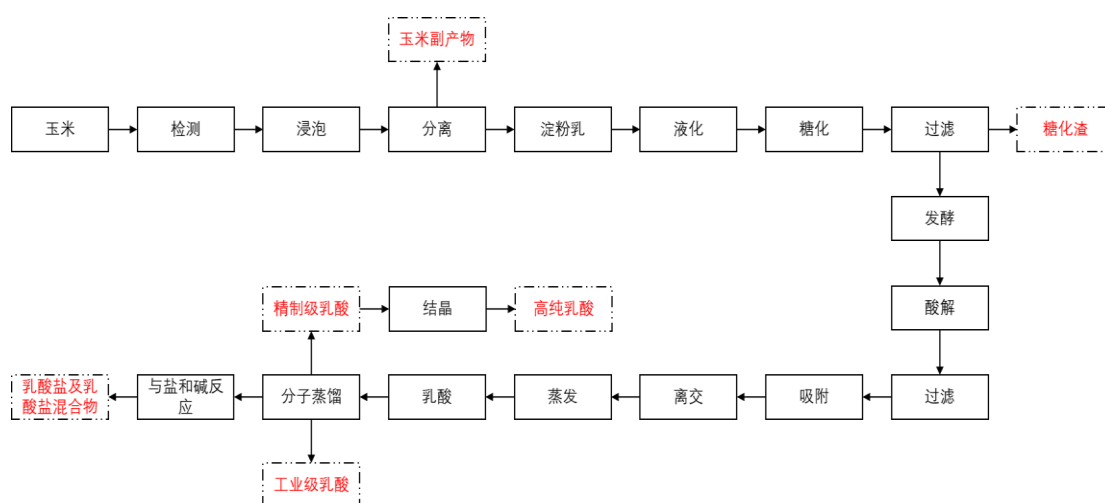 玉米副产物
玉米
检测
浸泡
分离
淀粉乳
液化
糖化
过滤
糖化渣
发酵
酸解
精制级乳酸
结晶
高纯乳酸
乳酸盐及乳
酸盐混合物
与盐和碱反
应
分子蒸馏
乳酸
蒸发
离交
吸附
过滤
工业级乳酸